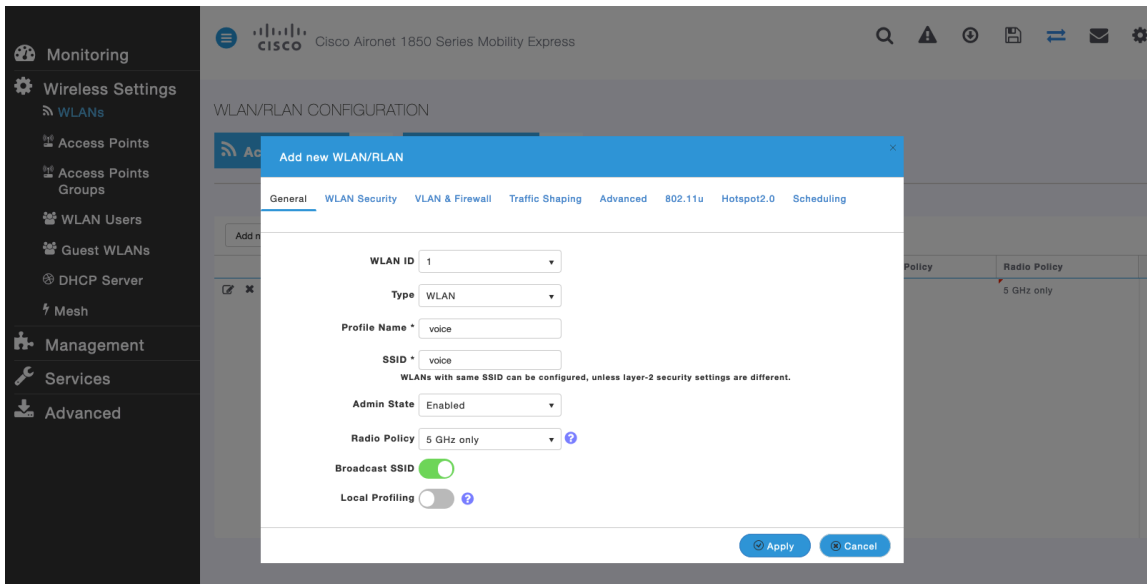 Monitoring
Wireless Settings
WLANs
Access Points
Access Points
Groups
WLAN Users
Guest WLANs
DHCP Server
Mesh
Management
Services
Advanced
CISCO Cisco Aironet 1850 Series Mobility Express
WLAN/RLAN CONFIGURATION
Ac
Add n
Policy Radio Policy
5 GHz only
Add new WLAN/RLAN
General WLAN Security VLAN & Firewall Traffic Shaping Advanced 802.11u Hotspot2.0 Scheduling
WLAN ID 1
Type WLAN
Profile Name * voice
SSID * voice
WLANs with same SSID can be configured, unless layer-2 security settings are different.
Admin State Enabled
Radio Policy 5 GHz only ?
Broadcast SSID
Local Profiling ?
Apply Cancel